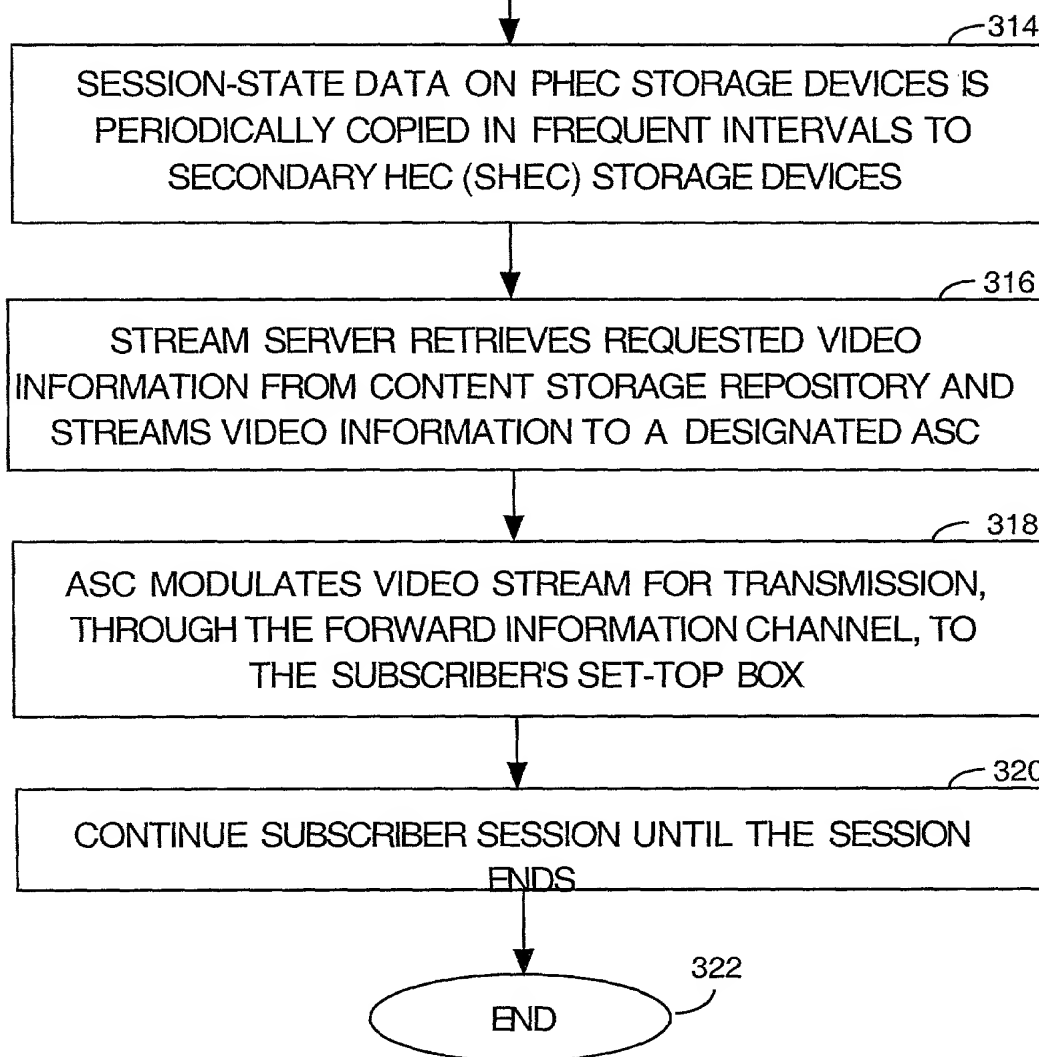 314
SESSION-STATE DATA ON PHEC STORAGE DEVICES IS
PERIODICALLY COPIED IN FREQUENT INTERVALS TO
SECONDARY HEC (SHEC) STORAGE DEVICES
316
STREAM SERVER RETRIEVES REQUESTED VIDEO
INFORMATION FROM CONTENT STORAGE REPOSITORY AND
STREAMS VIDEO INFORMATION TO A DESIGNATED ASC
318
ASC MODULATES VIDEO STREAM FOR TRANSMISSION,
THROUGH THE FORWARD INFORMATION CHANNEL, TO
THE SUBSCRIBER'S SET-TOP BOX
320
CONTINUE SUBSCRIBER SESSION UNTIL THE SESSION
ENDS
322
END